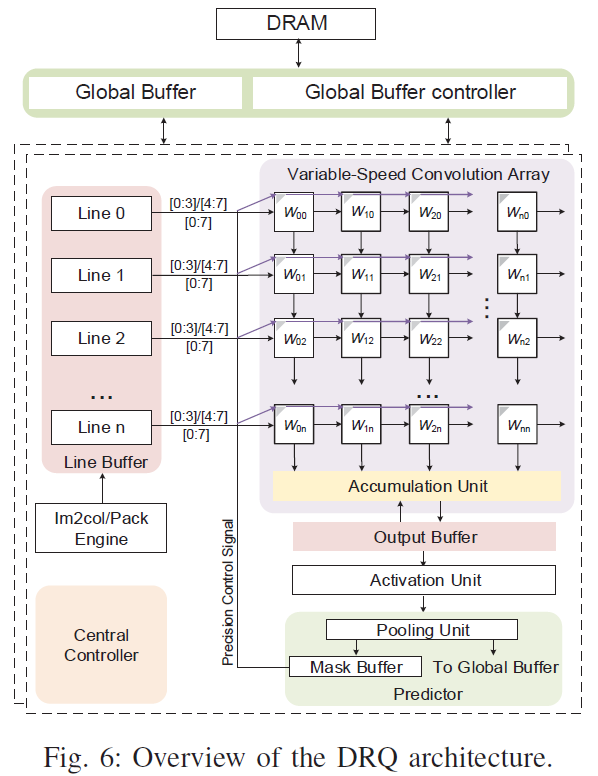 DRAM
Global Buffer
Global Buffer controller
Variable-Speed Convolution Array
Line 0
[0:3]/[4:7]
[0:7]
W00
W10
W20
Wn0
Line 1
[0:3]/[4:7]
[0:7]
W01
W11
W21
Wn1
Line 2
[0:3]/[4:7]
[0:7]
W02
W12
W22
Wn2
...
...
...
Line n
[0:3]/[4:7]
[0:7]
W0n
W1n
W2n
Wnn
Line Buffer
Accumulation Unit
Im2col/Pack
Engine
Output Buffer
Precision Control Signal
Activation Unit
Central
Controller
Pooling Unit
Mask Buffer
To Global Buffer
Predictor
Fig. 6: Overview of the DRQ architecture.